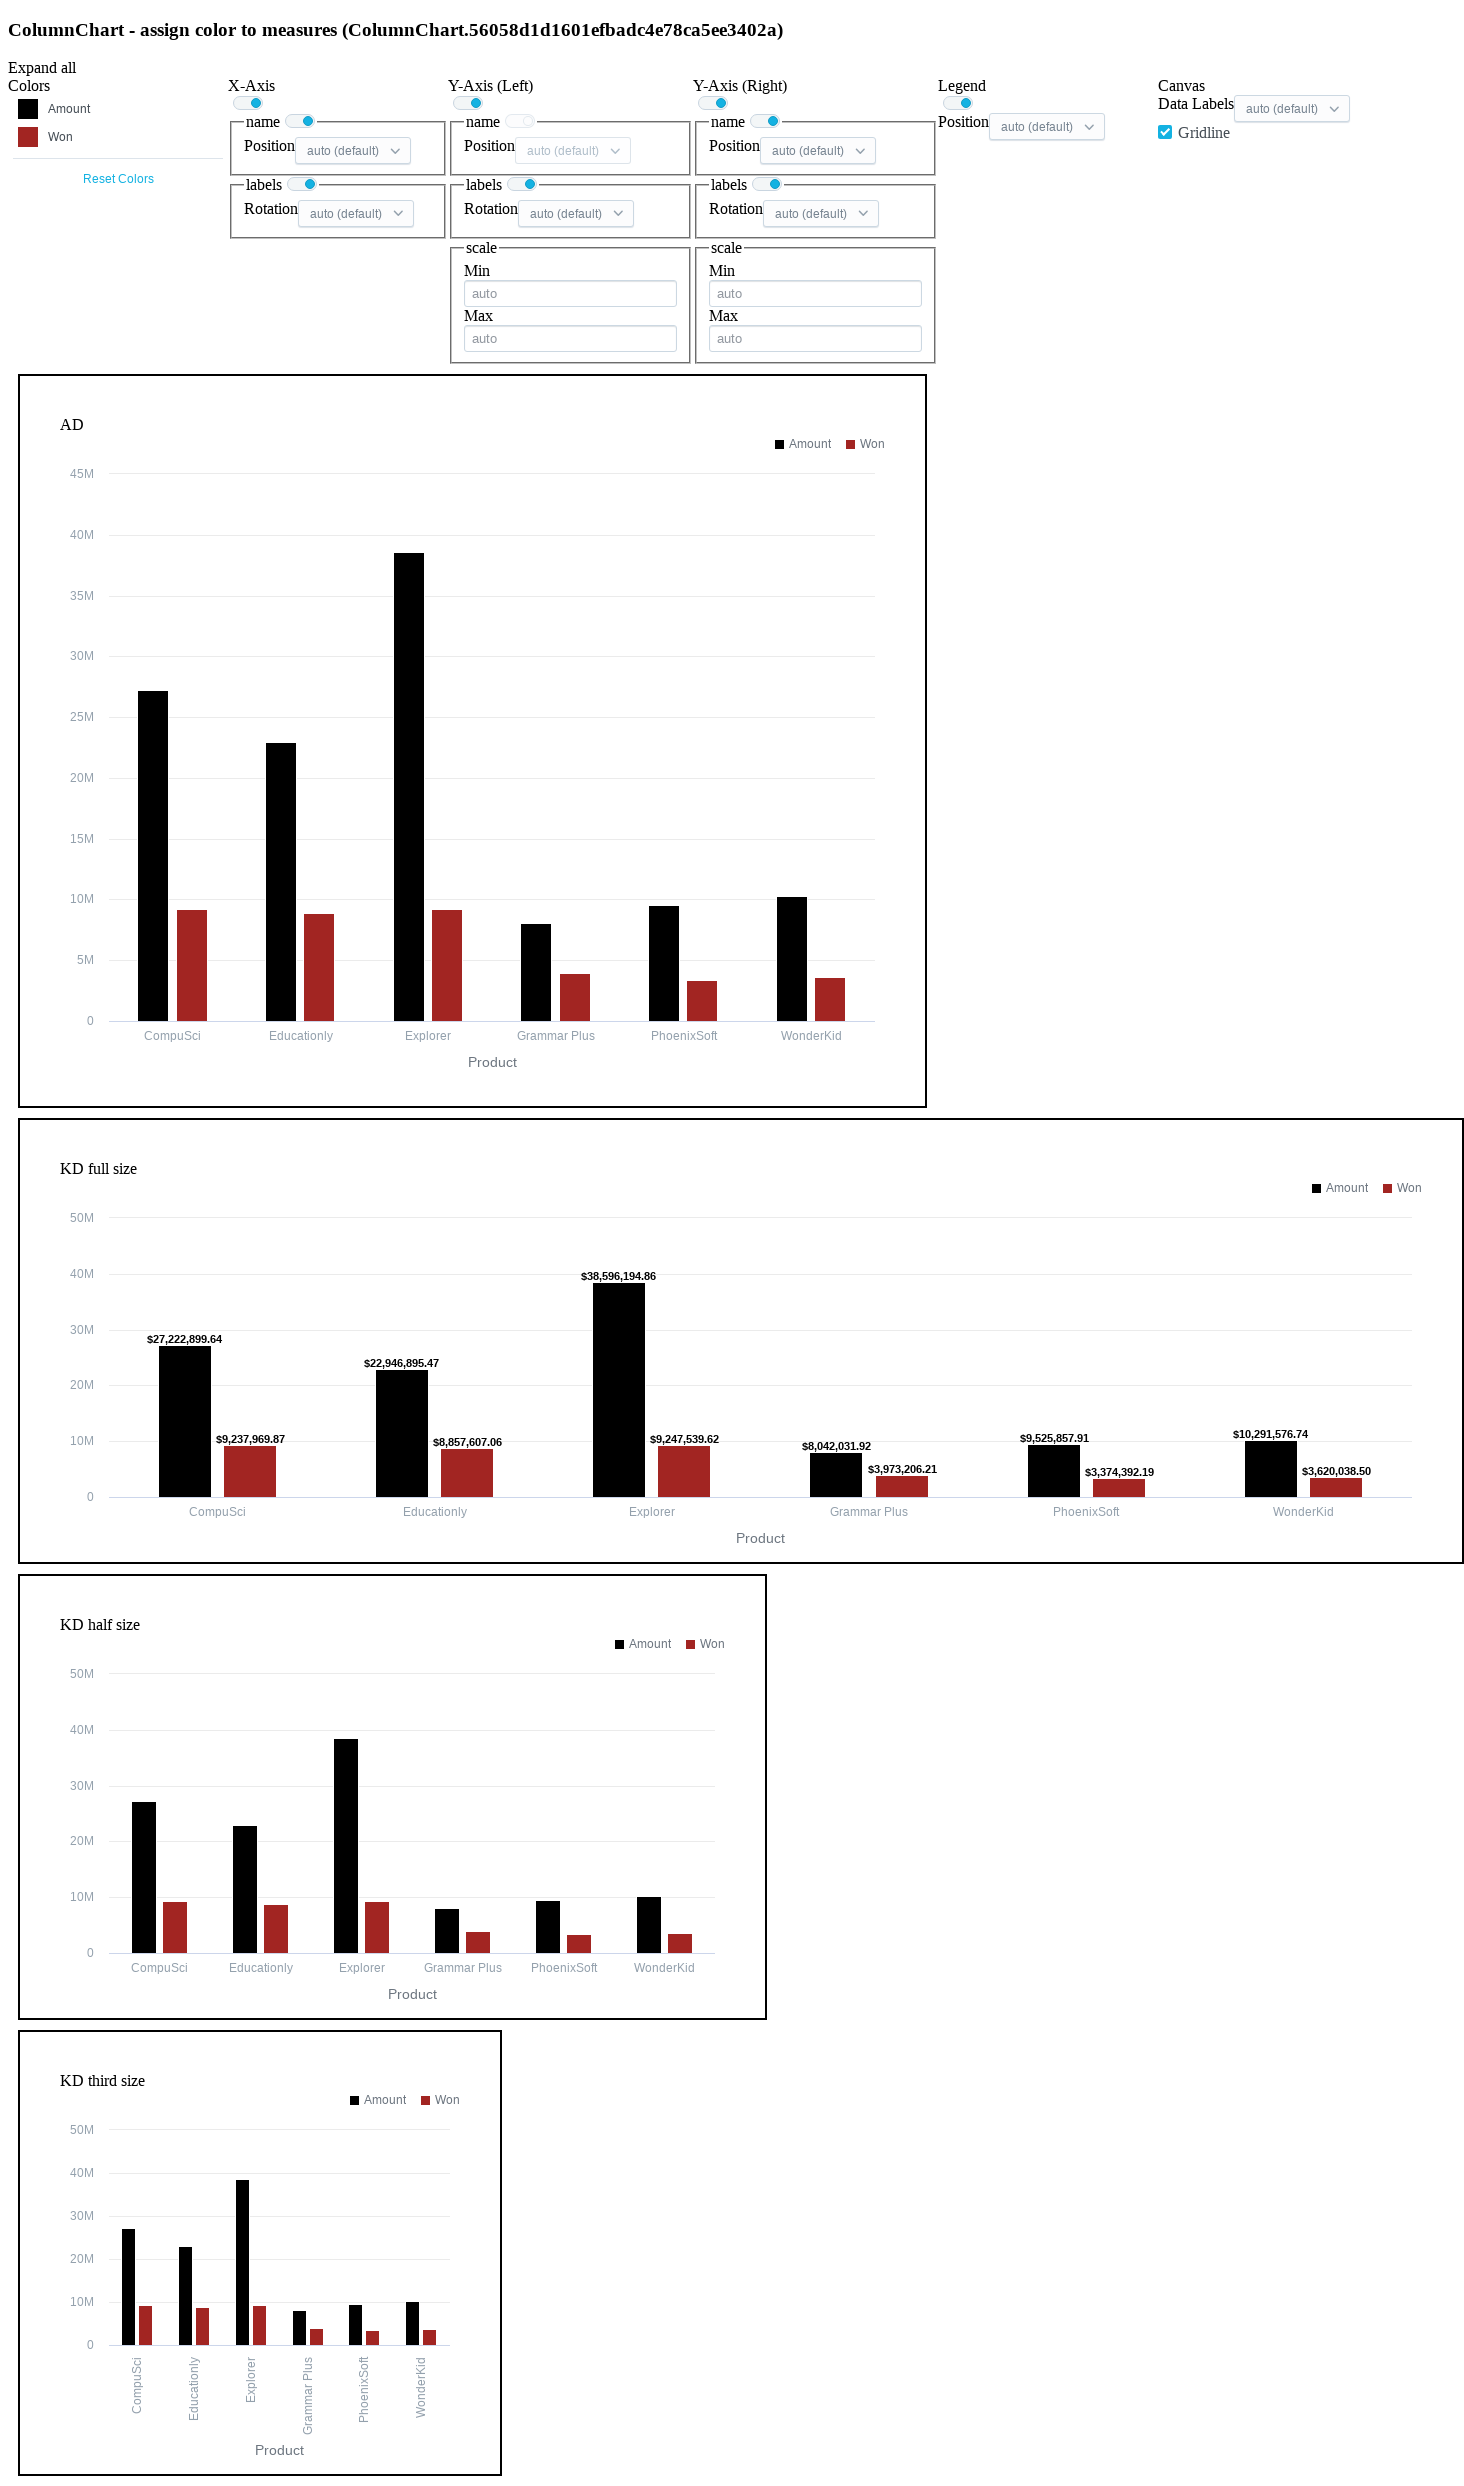 ColumnChart - assign color to measures (ColumnChart.56058d1d1601efbadc4e78ca5ee3402a)
Expand all
Colors
Amount
Won
Reset Colors
X-Axis
name
Position auto (default)
labels
Rotation auto (default)
Y-Axis (Left)
name
Position auto (default)
labels
Rotation auto (default)
scale
Min
auto
Max
auto
Y-Axis (Right)
name
Position auto (default)
labels
Rotation auto (default)
scale
Min
auto
Max
auto
Legend
Position auto (default)
Canvas
Data Labels auto (default)
Gridline
AD
Amount Won
45M
40M
35M
30M
25M
20M
15M
10M
5M
0
CompuSci Educationly Explorer Grammar Plus PhoenixSoft WonderKid
Product
KD full size
Amount Won
50M
40M
30M
20M
10M
0
$27,222,899.64
$9,237,969.87
$22,946,895.47
$8,857,607.06
$38,596,194.86
$9,247,539.62
$8,042,031.92
$3,973,206.21
$9,525,857.91
$3,374,392.19
$10,291,576.74
$3,620,038.50
CompuSci Educationly Explorer Grammar Plus PhoenixSoft WonderKid
Product
KD half size
Amount Won
50M
40M
30M
20M
10M
0
CompuSci Educationly Explorer Grammar Plus PhoenixSoft WonderKid
Product
KD third size
Amount Won
50M
40M
30M
20M
10M
0
CompuSci
Educationly
Explorer
Grammar Plus
PhoenixSoft
WonderKid
Product